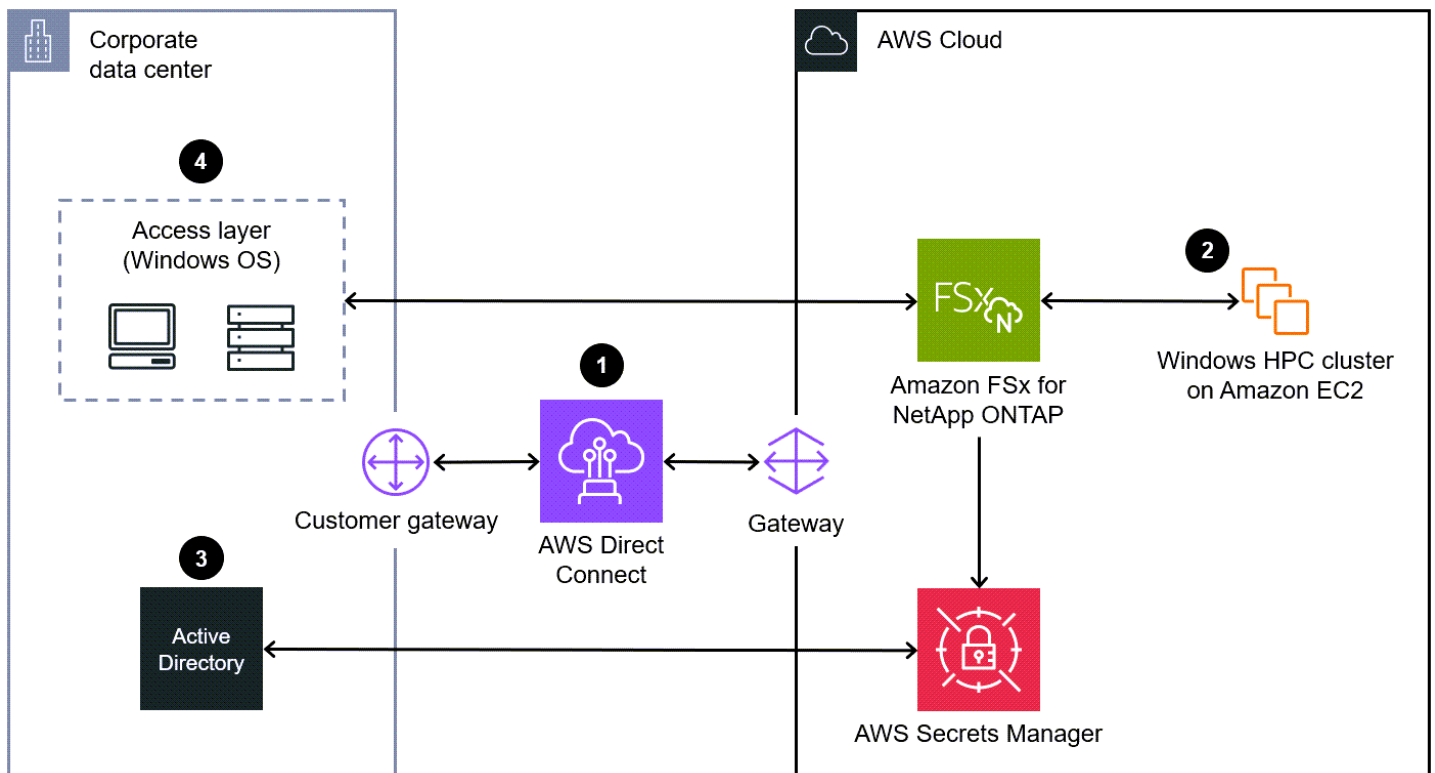 Corporate
data center
AWS Cloud
4
Access layer
(Windows OS)
2
FSx
N
Windows HPC cluster
on Amazon EC2
1
Amazon FSx for
NetApp ONTAP
Customer gateway
AWS Direct
Connect
Gateway
3
Active
Directory
AWS Secrets Manager